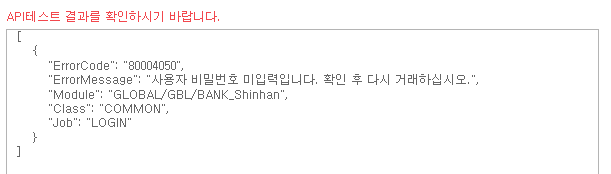 API테스트 결과를 확인하시기 바랍니다.
[
{
"ErrorCode": "80004050",
"ErrorMessage": "사용자 비밀번호 미입력입니다. 확인 후 다시 거래하십시오.",
"Module": "GLOBAL/GBL/BANK_Shinhan",
"Class": "COMMON",
"Job": "LOGIN"
}
]